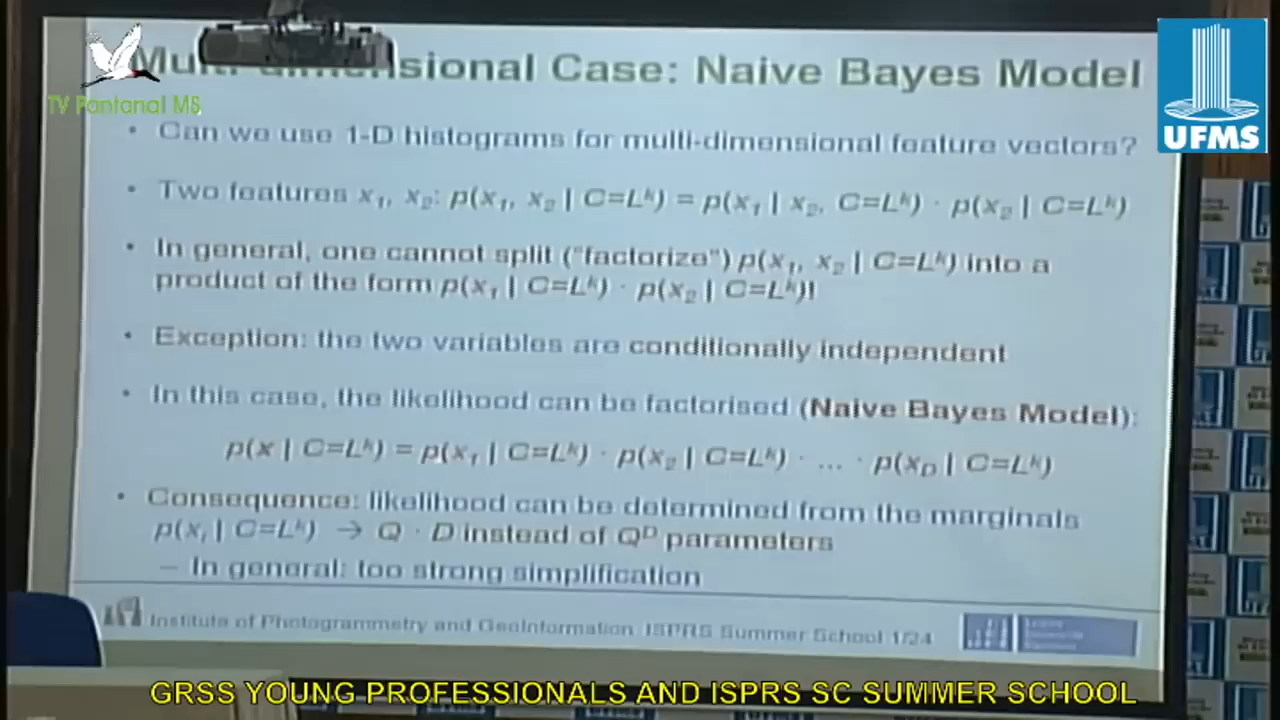 Multi-dimensional Case: Naive Bayes Model
TV Pantanal MS
UFMS
• Can we use 1-D histograms for multi-dimensional feature vectors?
• Two features x₁, x₂: p(x₁, x₂ | C=Lᵏ) = p(x₁ | x₂, C=Lᵏ) · p(x₂ | C=Lᵏ)
• In general, one cannot split ("factorize") p(x₁, x₂ | C=Lᵏ) into a
product of the form p(x₁ | C=Lᵏ) · p(x₂ | C=Lᵏ)!
• Exception: the two variables are conditionally independent
• In this case, the likelihood can be factorised (Naive Bayes Model):
p(x | C=Lᵏ) = p(x₁ | C=Lᵏ) · p(x₂ | C=Lᵏ) · ... · p(x_D | C=Lᵏ)
• Consequence: likelihood can be determined from the marginals
p(xᵢ | C=Lᵏ) → Q · D instead of Qᴰ parameters
– In general: too strong simplification
Institute of Photogrammetry and GeoInformation ISPRS Summer School 1/24
GRSS YOUNG PROFESSIONALS AND ISPRS SC SUMMER SCHOOL